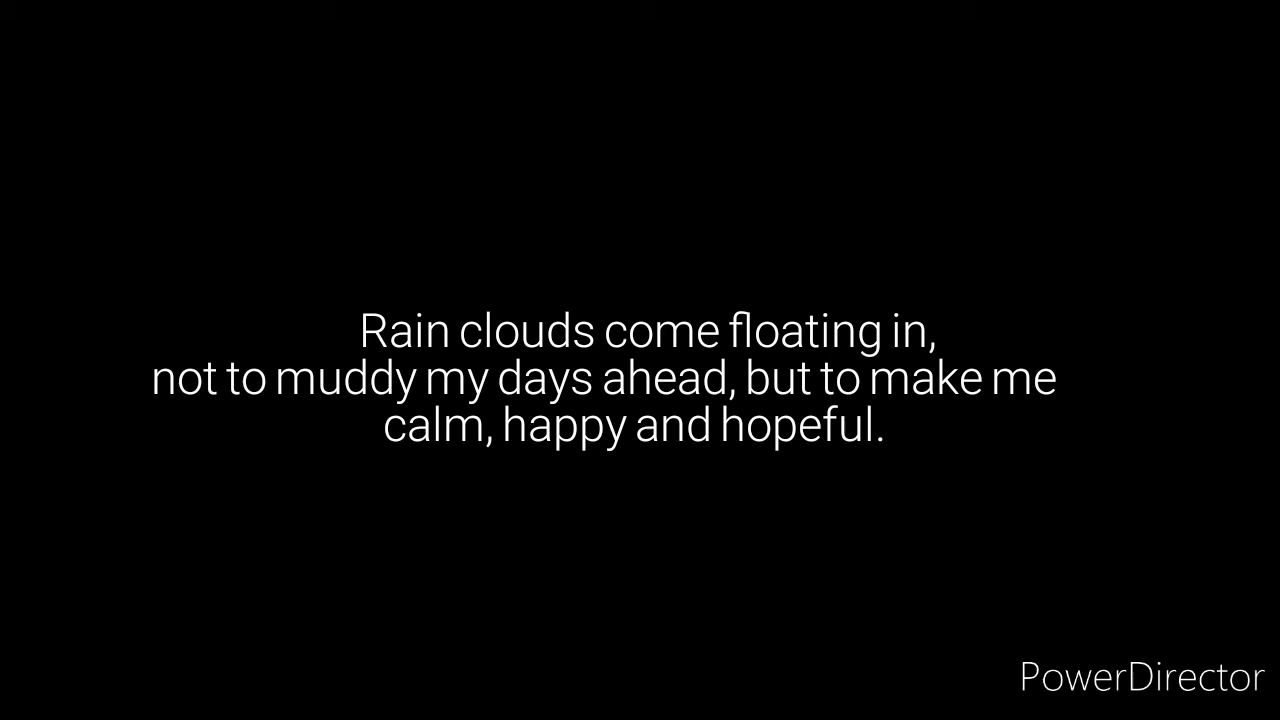 Rain clouds come floating in,
not to muddy my days ahead, but to make me
calm, happy and hopeful.
PowerDirector